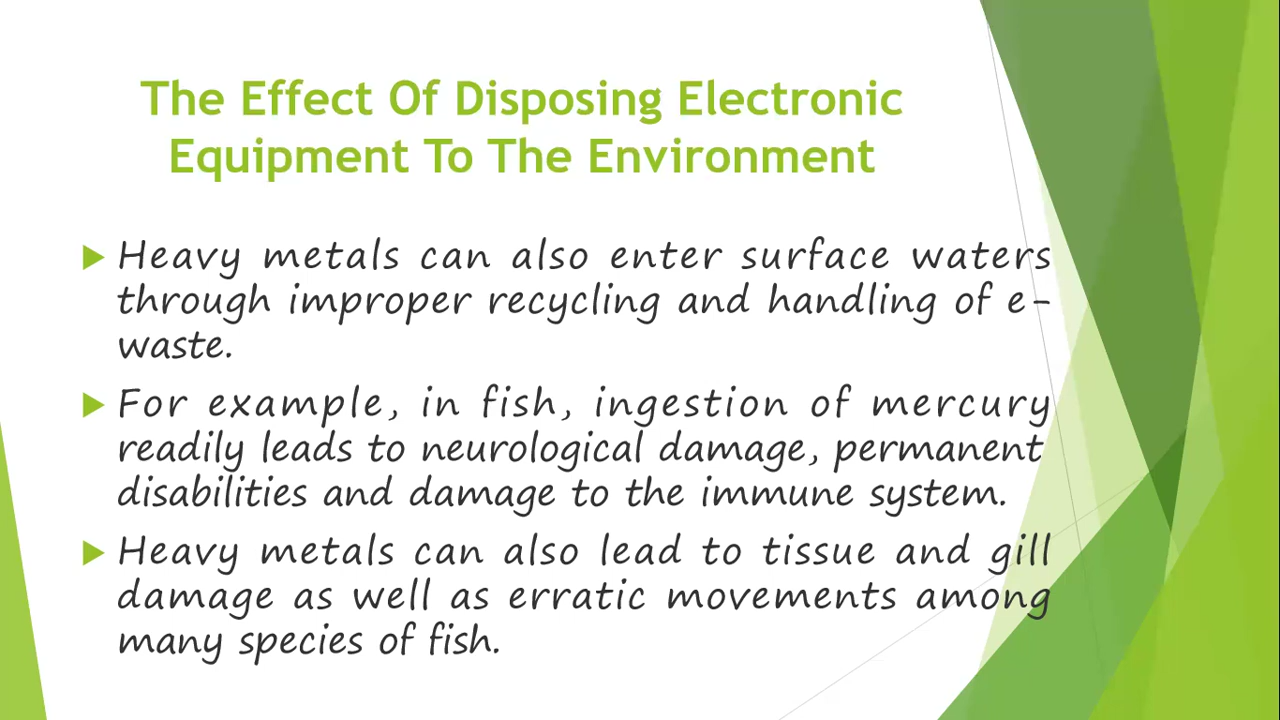 The Effect Of Disposing Electronic
Equipment To The Environment
Heavy metals can also enter surface waters
through improper recycling and handling of e-
waste.
For example, in fish, ingestion of mercury
readily leads to neurological damage, permanent
disabilities and damage to the immune system.
Heavy metals can also lead to tissue and gill
damage as well as erratic movements among
many species of fish.